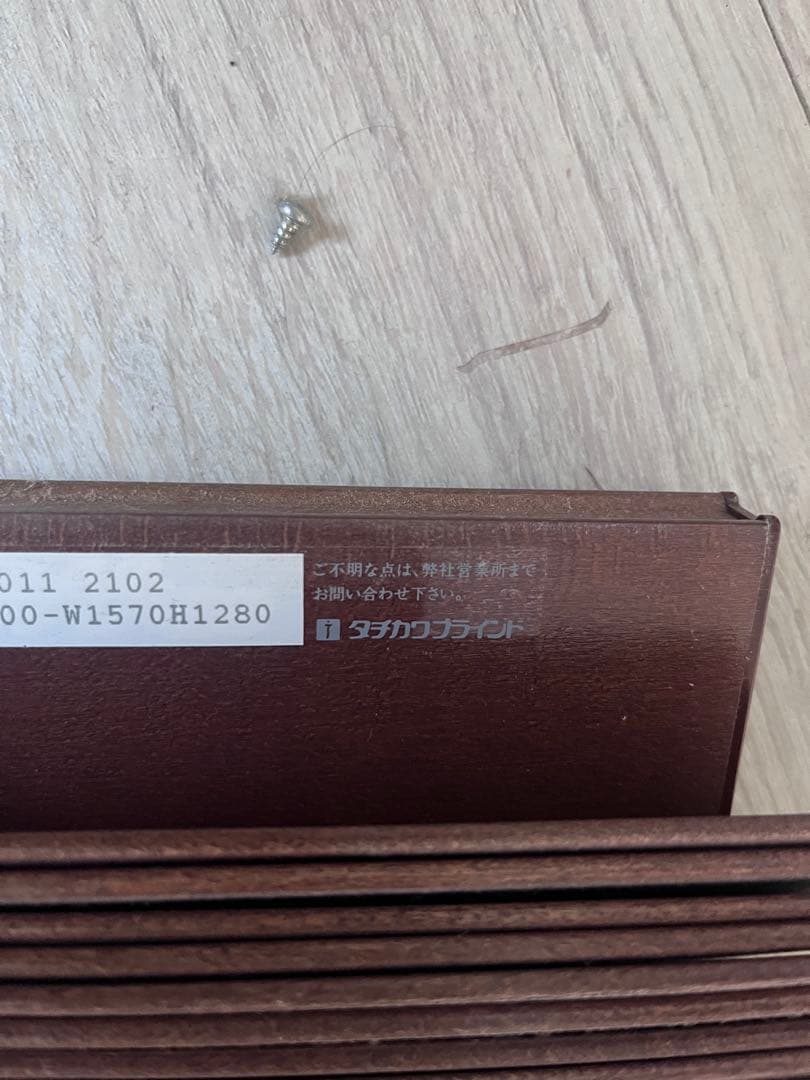 011 2102
00-W1570H1280
ご不明な点は、弊社営業所まで
お問い合わせ下さい。
タチカワブラインド